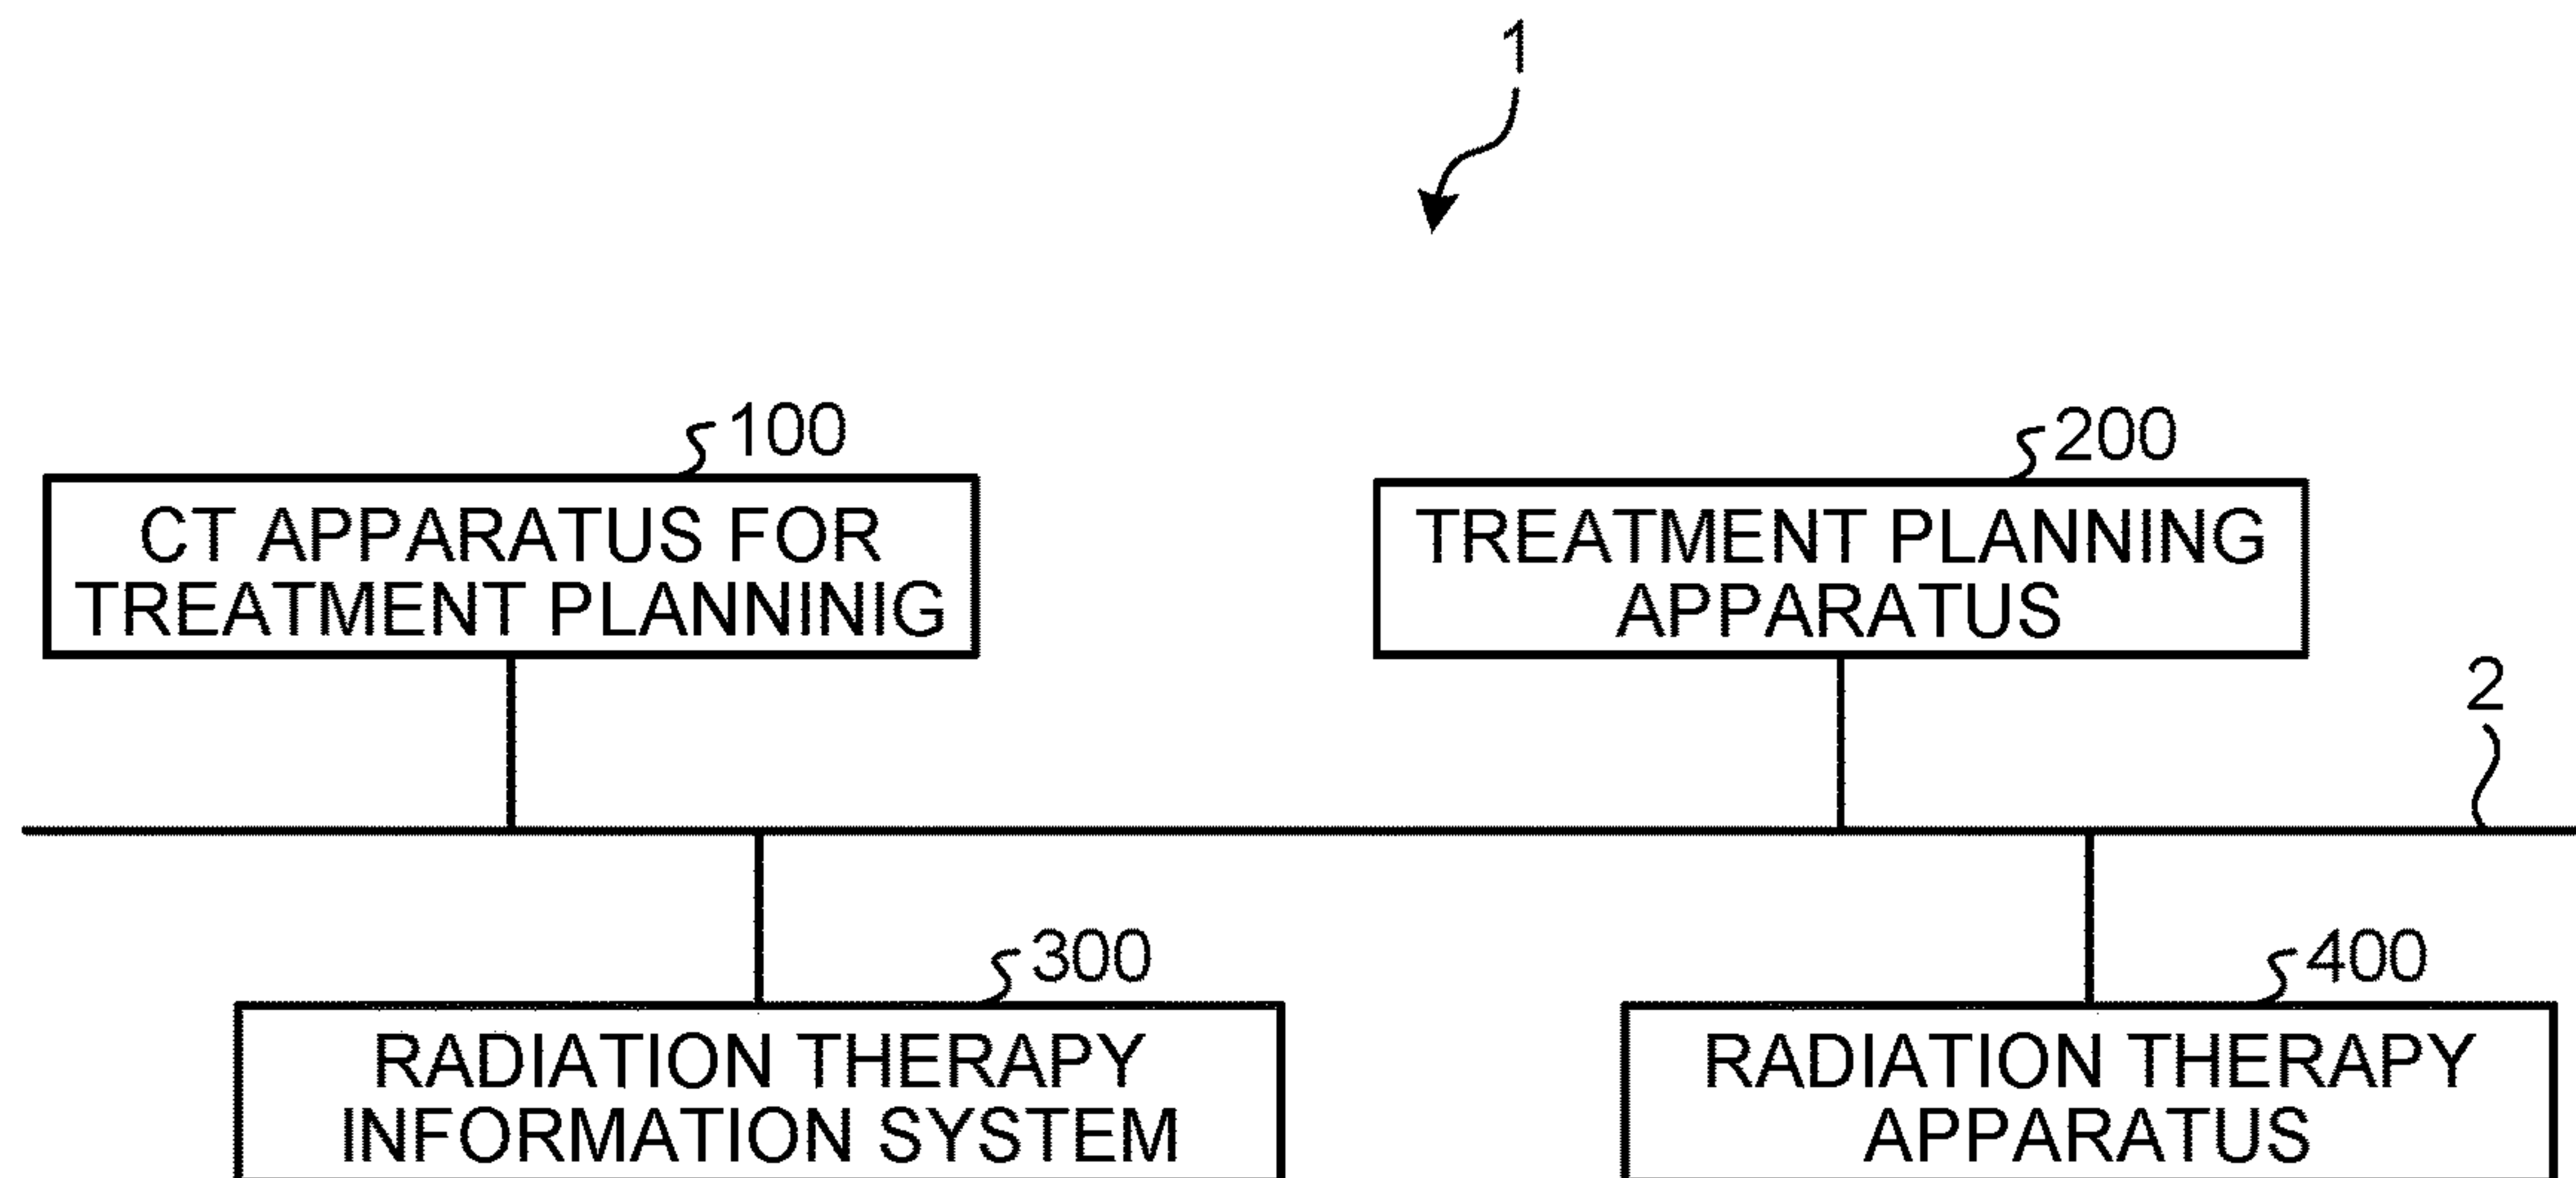 1
100
CT APPARATUS FOR
TREATMENT PLANNINIG
200
TREATMENT PLANNING
APPARATUS
2
300
RADIATION THERAPY
INFORMATION SYSTEM
400
RADIATION THERAPY
APPARATUS